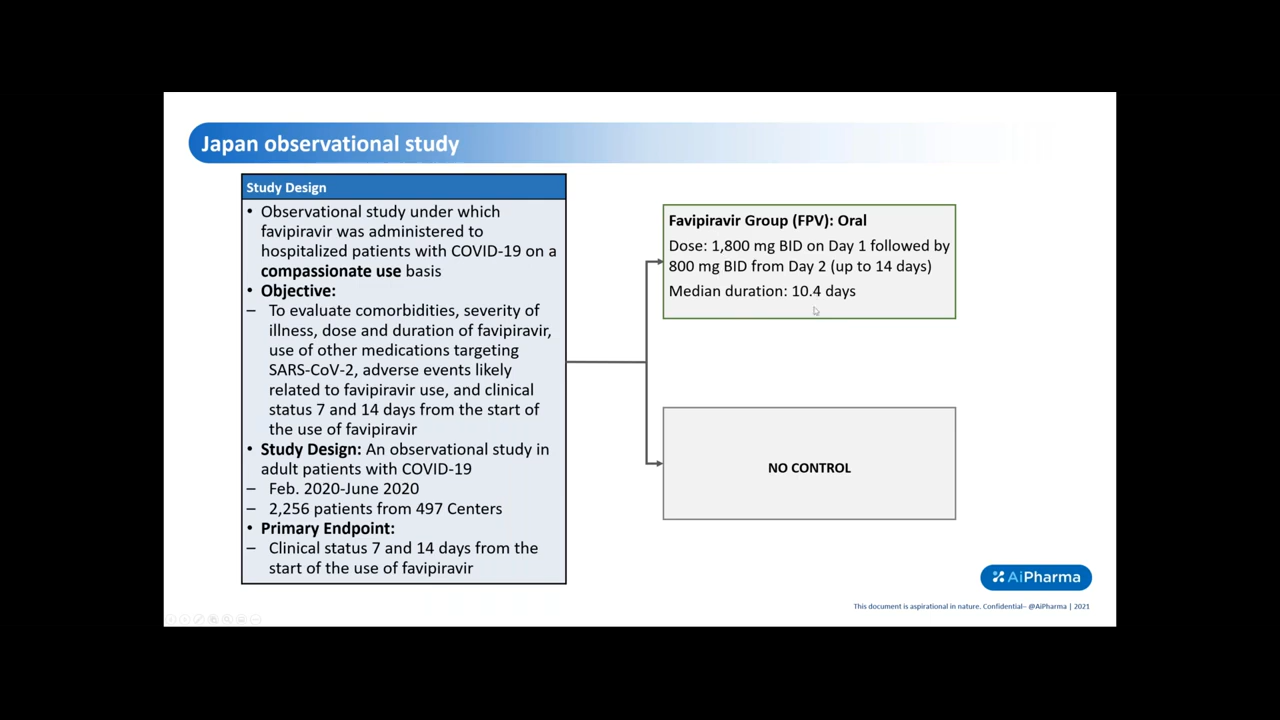 Japan observational study
Study Design
• Observational study under which
favipiravir was administered to
hospitalized patients with COVID-19 on a
compassionate use basis
• Objective:
– To evaluate comorbidities, severity of
illness, dose and duration of favipiravir,
use of other medications targeting
SARS-CoV-2, adverse events likely
related to favipiravir use, and clinical
status 7 and 14 days from the start of
the use of favipiravir
• Study Design: An observational study in
adult patients with COVID-19
– Feb. 2020-June 2020
– 2,256 patients from 497 Centers
• Primary Endpoint:
– Clinical status 7 and 14 days from the
start of the use of favipiravir
Favipiravir Group (FPV): Oral
Dose: 1,800 mg BID on Day 1 followed by
800 mg BID from Day 2 (up to 14 days)
Median duration: 10.4 days
NO CONTROL
AiPharma
This document is aspirational in nature. Confidential– @AiPharma | 2021